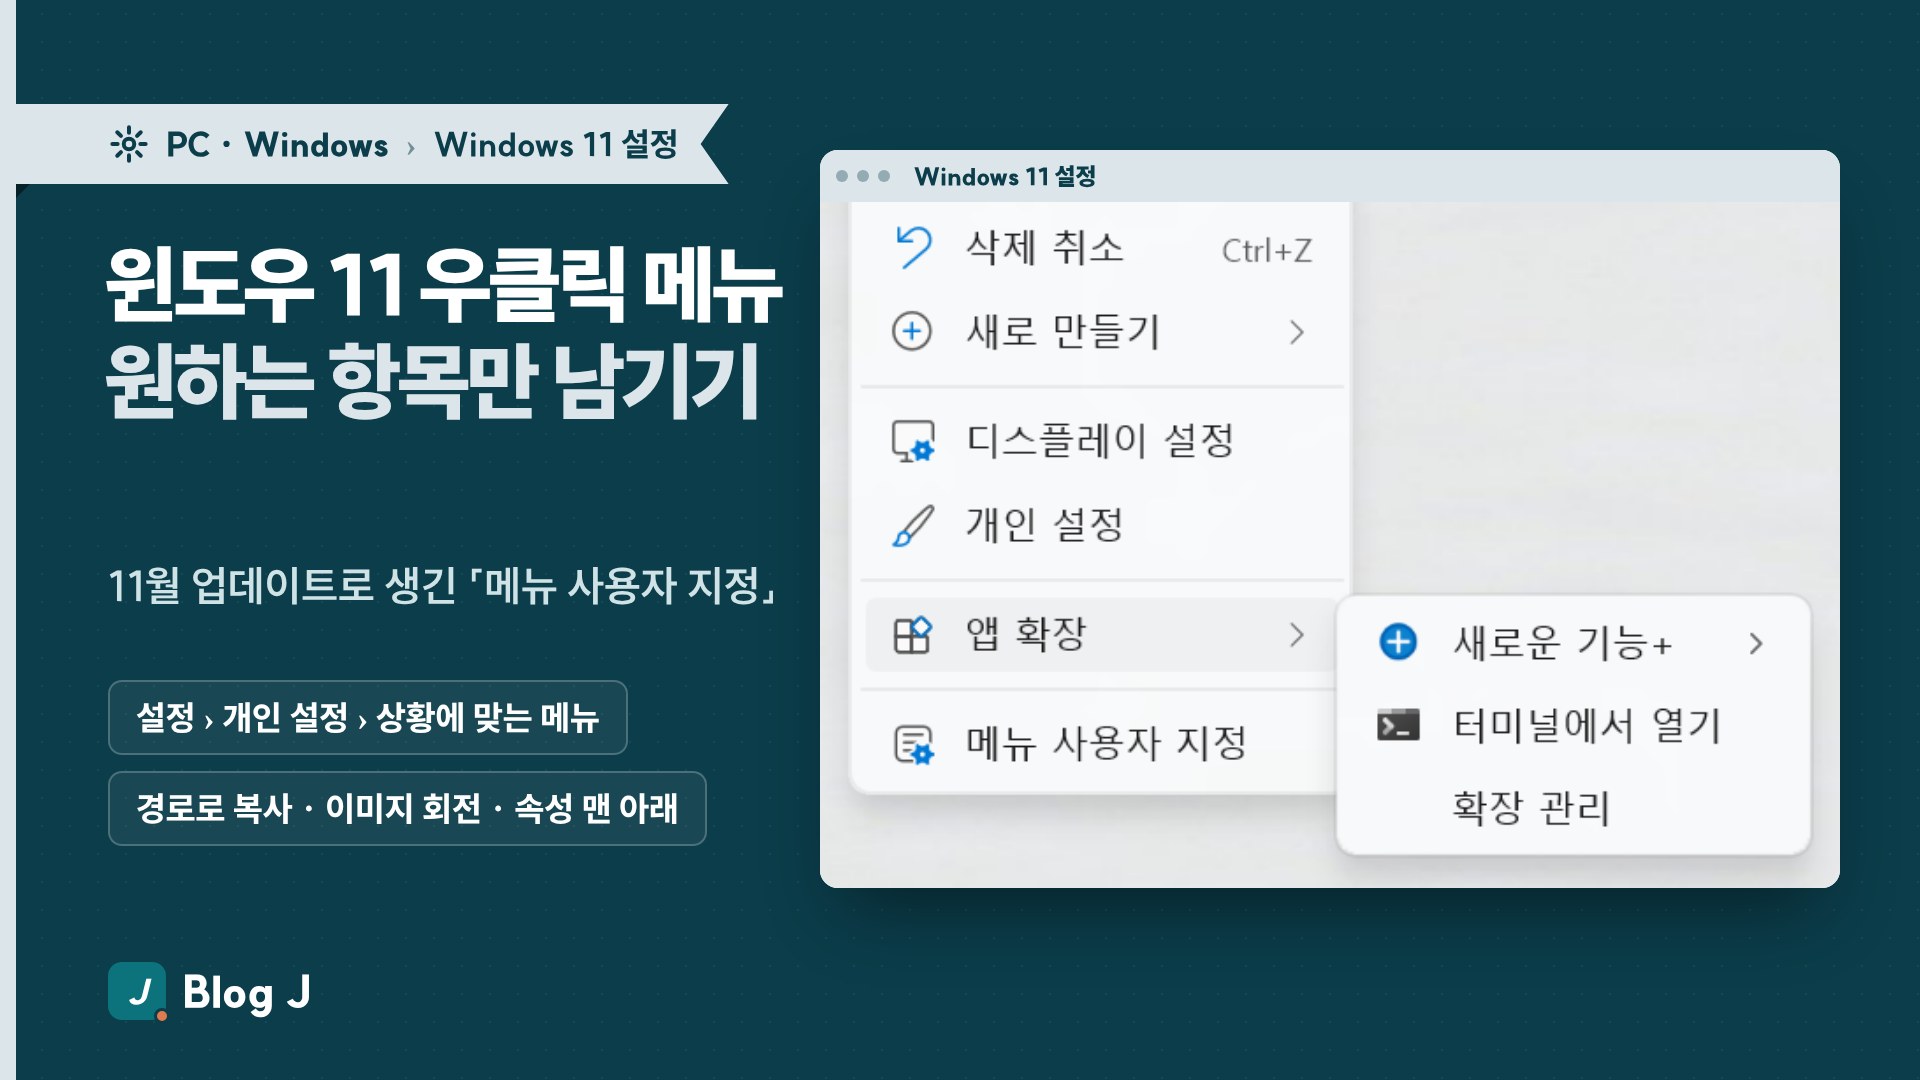 PC · Windows › Windows 11 설정
윈도우 11 우클릭 메뉴
원하는 항목만 남기기
11월 업데이트로 생긴 「메뉴 사용자 지정」
설정 › 개인 설정 › 상황에 맞는 메뉴
경로로 복사 · 이미지 회전 · 속성 맨 아래
J Blog J
Windows 11 설정
삭제 취소 Ctrl+Z
새로 만들기
디스플레이 설정
개인 설정
앱 확장
메뉴 사용자 지정
새로운 기능+
터미널에서 열기
확장 관리